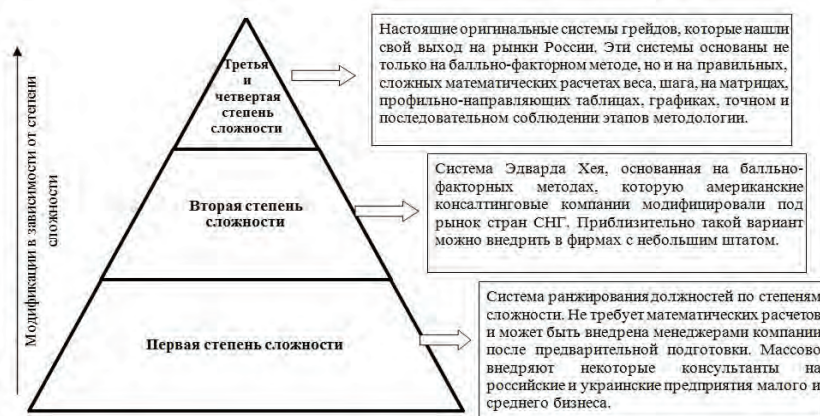 Модификации в зависимости от степени
сложности
Третья
и
четвертая
степень
сложности
Настоящие оригинальные системы грейдов, которые нашли
свой выход на рынки России. Эти системы основаны не
только на балльно-факторном методе, но и на правильных,
сложных математических расчетах веса, шага, на матрицах,
профильно-направляющих таблицах, графиках, точном и
последовательном соблюдении этапов методологии.
Вторая степень
сложности
Система Эдварда Хея, основанная на балльно-
факторных методах, которую американские
консалтинговые компании модифицировали под
рынок стран СНГ. Приблизительно такой вариант
можно внедрить в фирмах с небольшим штатом.
Первая степень сложности
Система ранжирования должностей по степеням
сложности. Не требует математических расчетов
и может быть внедрена менеджерами компании
после предварительной подготовки. Массово
внедряют некоторые консультанты на
российские и украинские предприятия малого и
среднего бизнеса.